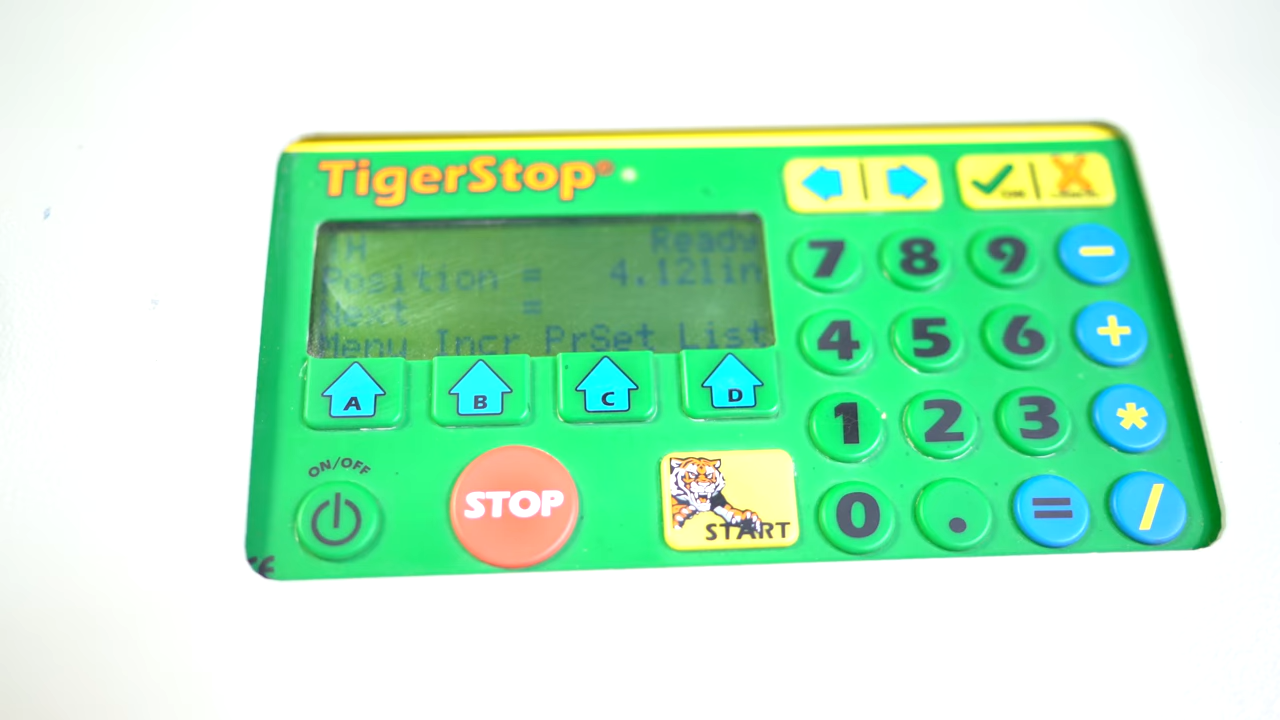 TigerStop®
H Ready
Position = 4.121in
Next =
Menu Incr PrSet List
A B C D
7 8 9 -
4 5 6 +
1 2 3 *
0 . = /
ON/OFF
STOP
START
CE